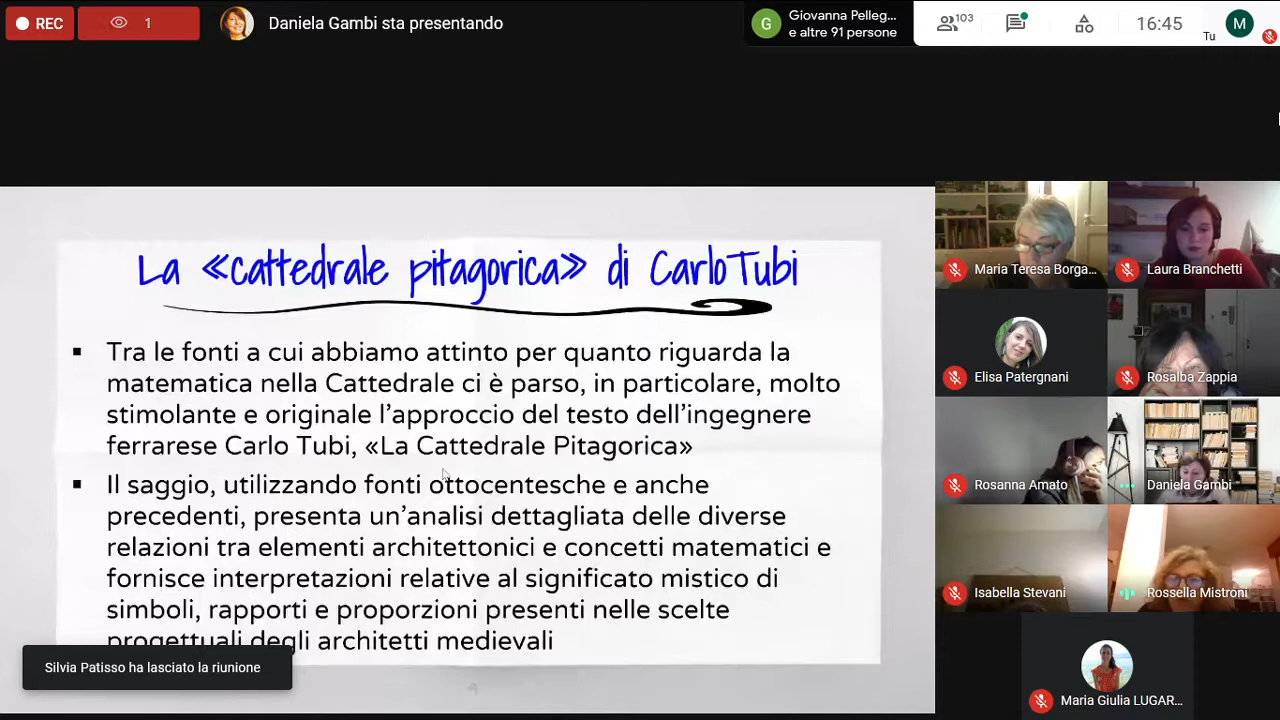 REC
1
Daniela Gambi sta presentando
G
Giovanna Pelleg...
e altre 91 persone
103
16:45
Tu
M
La «cattedrale pitagorica» di CarloTubi
▪ Tra le fonti a cui abbiamo attinto per quanto riguarda la
matematica nella Cattedrale ci è parso, in particolare, molto
stimolante e originale l’approccio del testo dell’ingegnere
ferrarese Carlo Tubi, «La Cattedrale Pitagorica»
▪ Il saggio, utilizzando fonti ottocentesche e anche
precedenti, presenta un’analisi dettagliata delle diverse
relazioni tra elementi architettonici e concetti matematici e
fornisce interpretazioni relative al significato mistico di
simboli, rapporti e proporzioni presenti nelle scelte
progettuali degli architetti medievali
Silvia Patisso ha lasciato la riunione
Maria Teresa Borga...
Laura Branchetti
Elisa Patergnani
Rosalba Zappia
Rosanna Amato
Daniela Gambi
Isabella Stevani
Rossella Mistroni
Maria Giulia LUGAR...